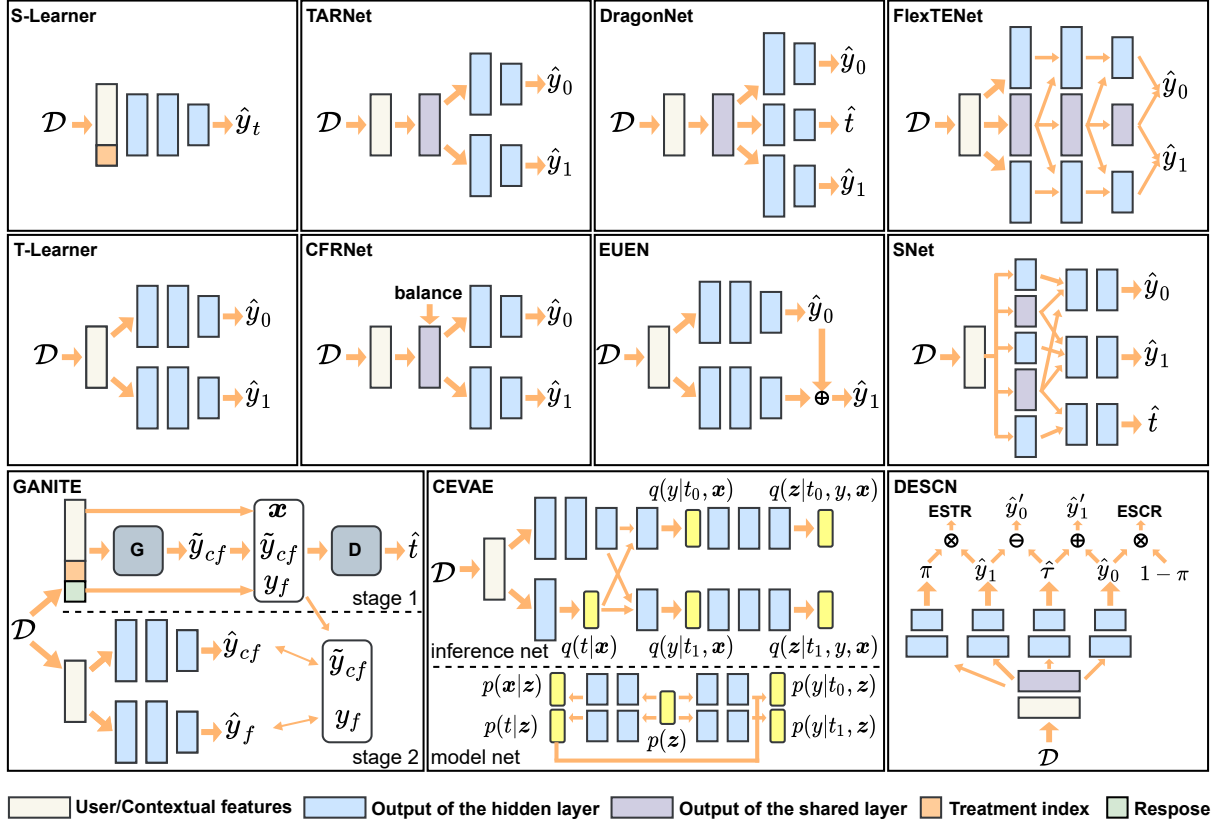 S-Learner
𝒟
ŷ_t
TARNet
𝒟
ŷ_0
ŷ_1
DragonNet
𝒟
ŷ_0
t̂
ŷ_1
FlexTENet
𝒟
ŷ_0
ŷ_1
T-Learner
𝒟
ŷ_0
ŷ_1
CFRNet
balance
𝒟
ŷ_0
ŷ_1
EUEN
𝒟
ŷ_0
⊕ ŷ_1
SNet
𝒟
ŷ_0
ŷ_1
t̂
GANITE
G ỹ_cf
x
ỹ_cf
y_f
D t̂
stage 1
𝒟
ŷ_cf
ŷ_f
ỹ_cf
y_f
stage 2
CEVAE
q(y|t_0, x) q(z|t_0, y, x)
𝒟
q(t|x) q(y|t_1, x) q(z|t_1, y, x)
inference net
p(x|z) p(y|t_0, z)
p(t|z) p(z) p(y|t_1, z)
model net
DESCN
ESTR ŷ′_0 ŷ′_1 ESCR
⊗ ⊖ ⊕ ⊗
π ŷ_1 τ̂ ŷ_0 1 − π
𝒟
User/Contextual features Output of the hidden layer Output of the shared layer Treatment index Respose